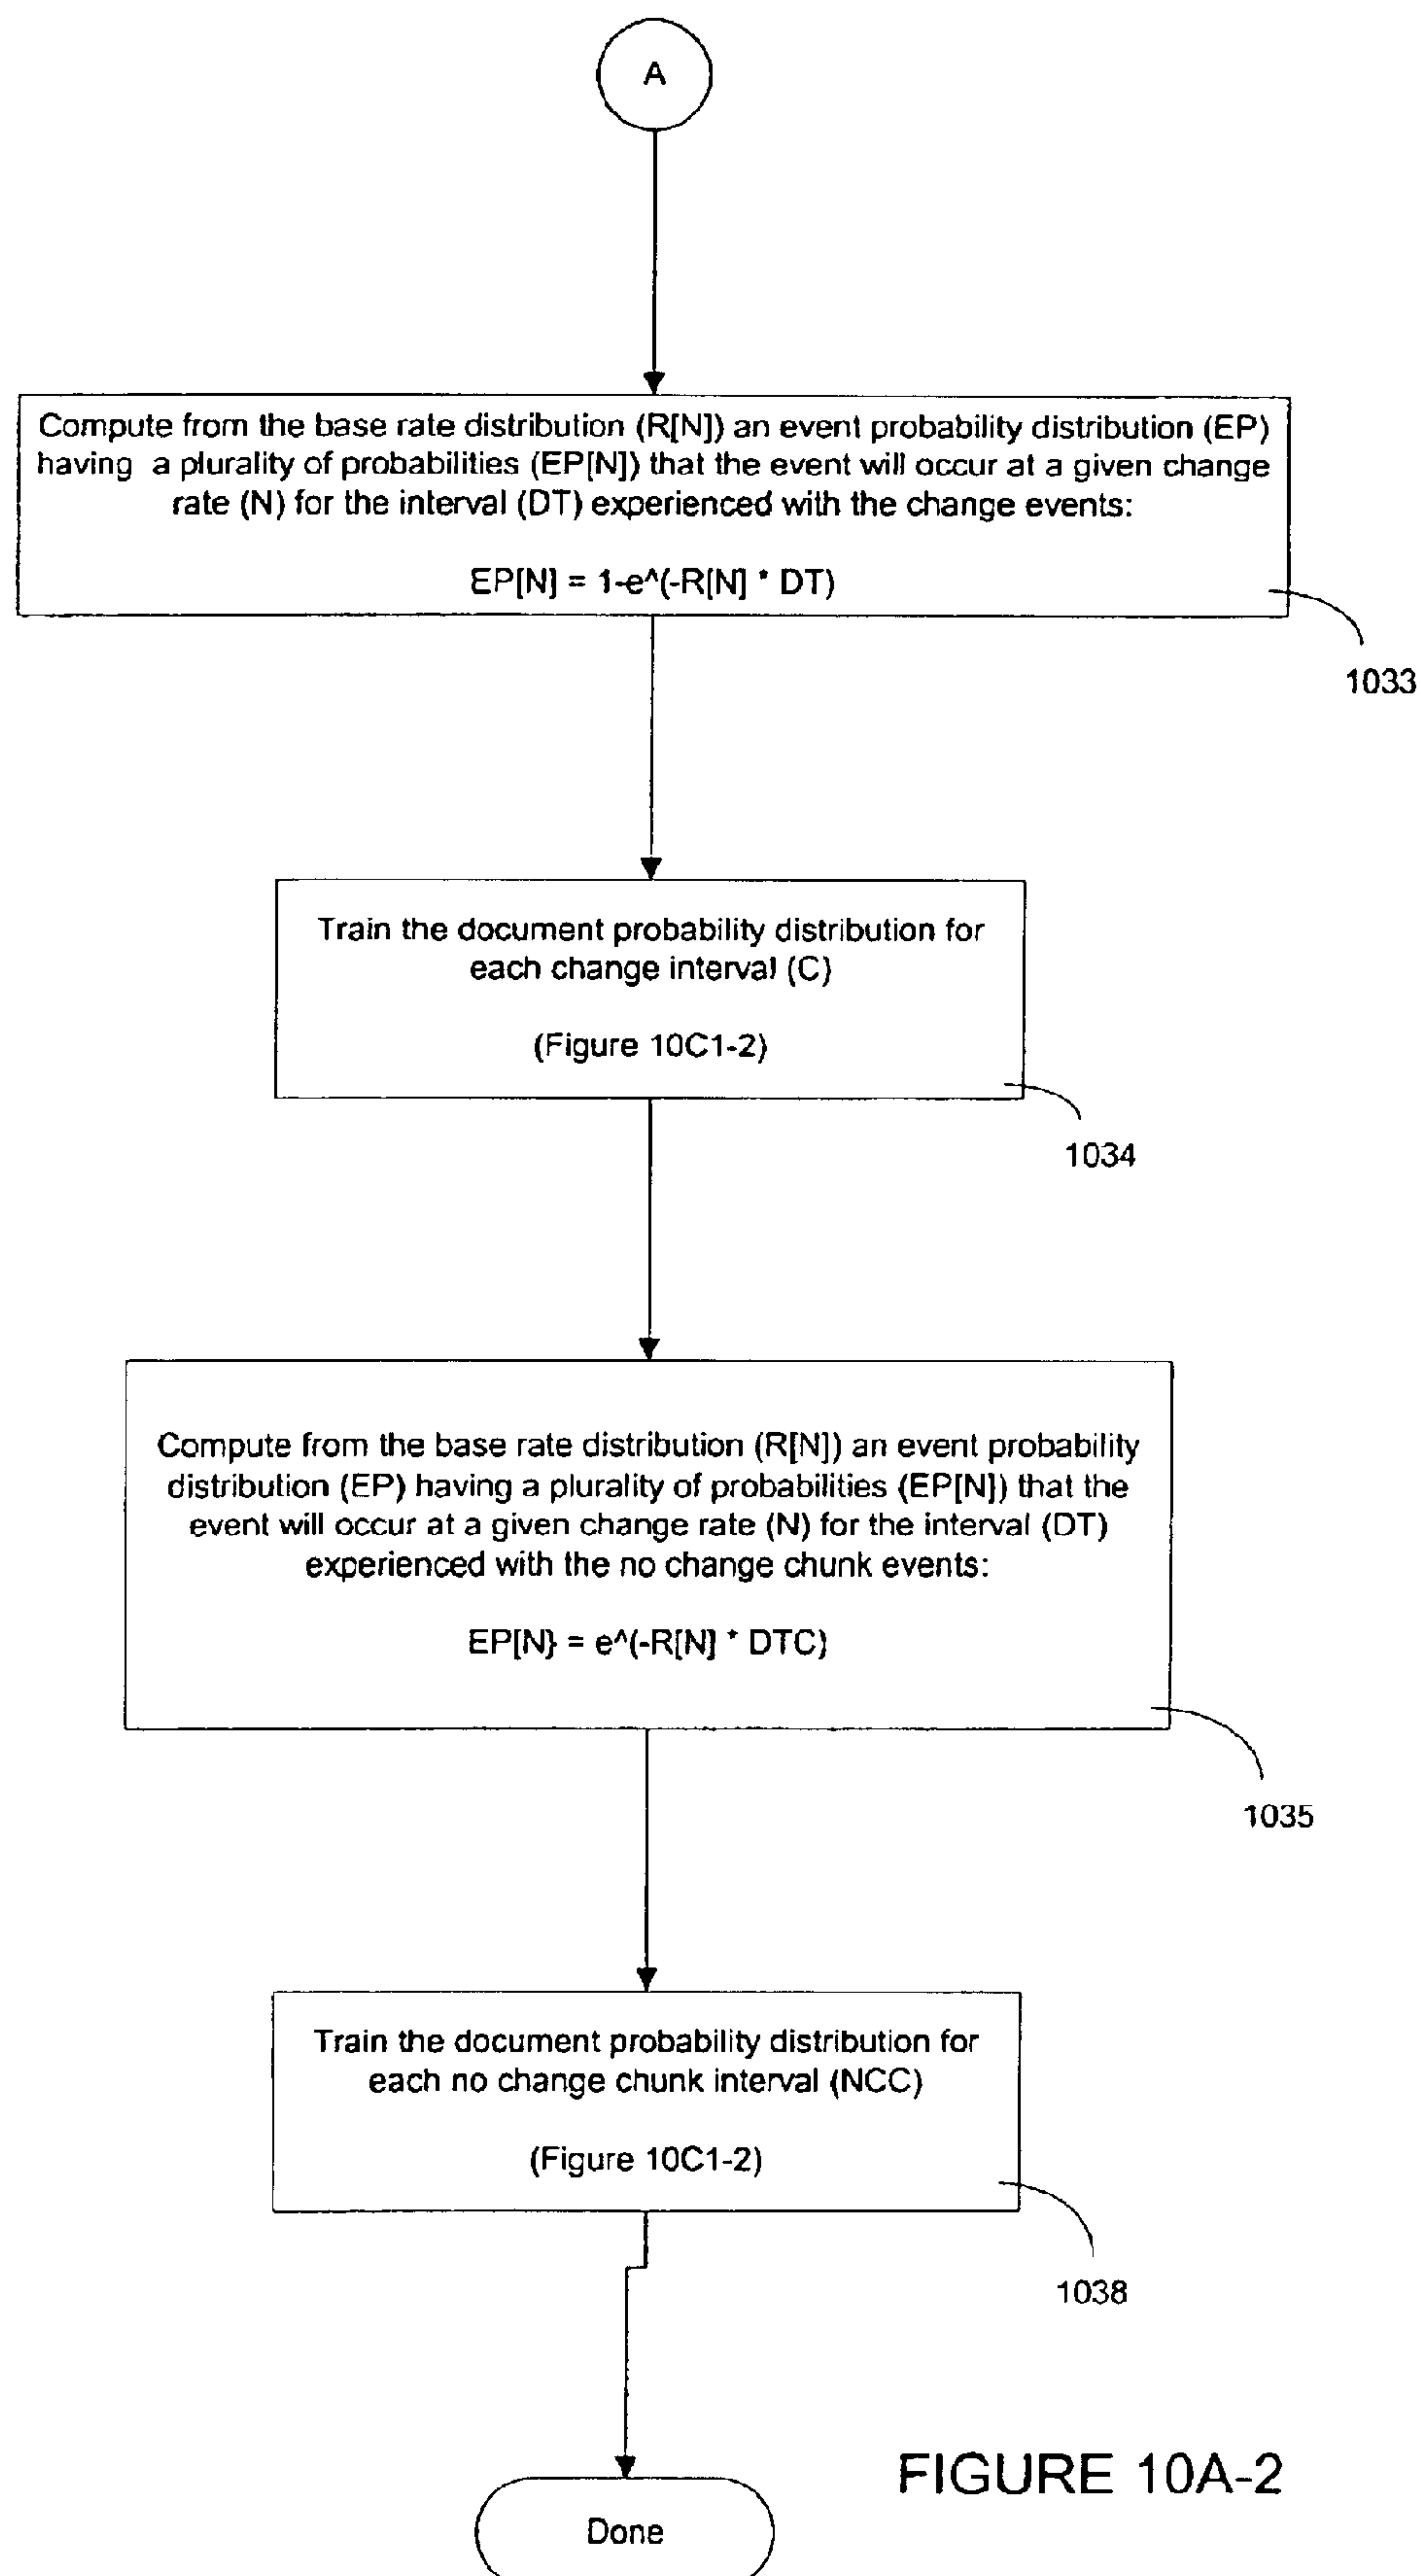 A
Compute from the base rate distribution (R[N]) an event probability distribution (EP)
having a plurality of probabilities (EP[N]) that the event will occur at a given change
rate (N) for the interval (DT) experienced with the change events:
EP[N] = 1-e^(-R[N] * DT)
1033
Train the document probability distribution for
each change interval (C)
(Figure 10C1-2)
1034
Compute from the base rate distribution (R[N]) an event probability
distribution (EP) having a plurality of probabilities (EP[N]) that the
event will occur at a given change rate (N) for the interval (DT)
experienced with the no change chunk events:
EP[N} = e^(-R[N] * DTC)
1035
Train the document probability distribution for
each no change chunk interval (NCC)
(Figure 10C1-2)
1038
FIGURE 10A-2
Done